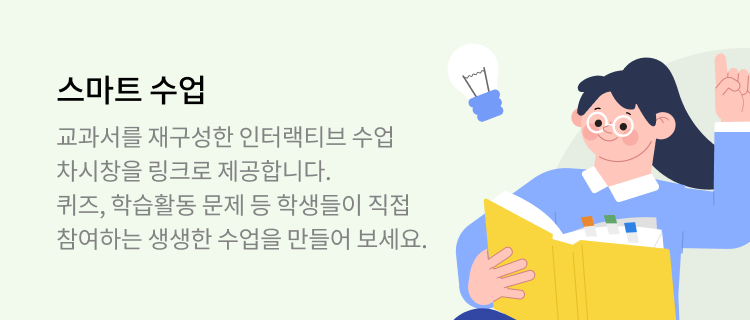 스마트 수업
교과서를 재구성한 인터랙티브 수업
차시창을 링크로 제공합니다.
퀴즈, 학습활동 문제 등 학생들이 직접
참여하는 생생한 수업을 만들어 보세요.